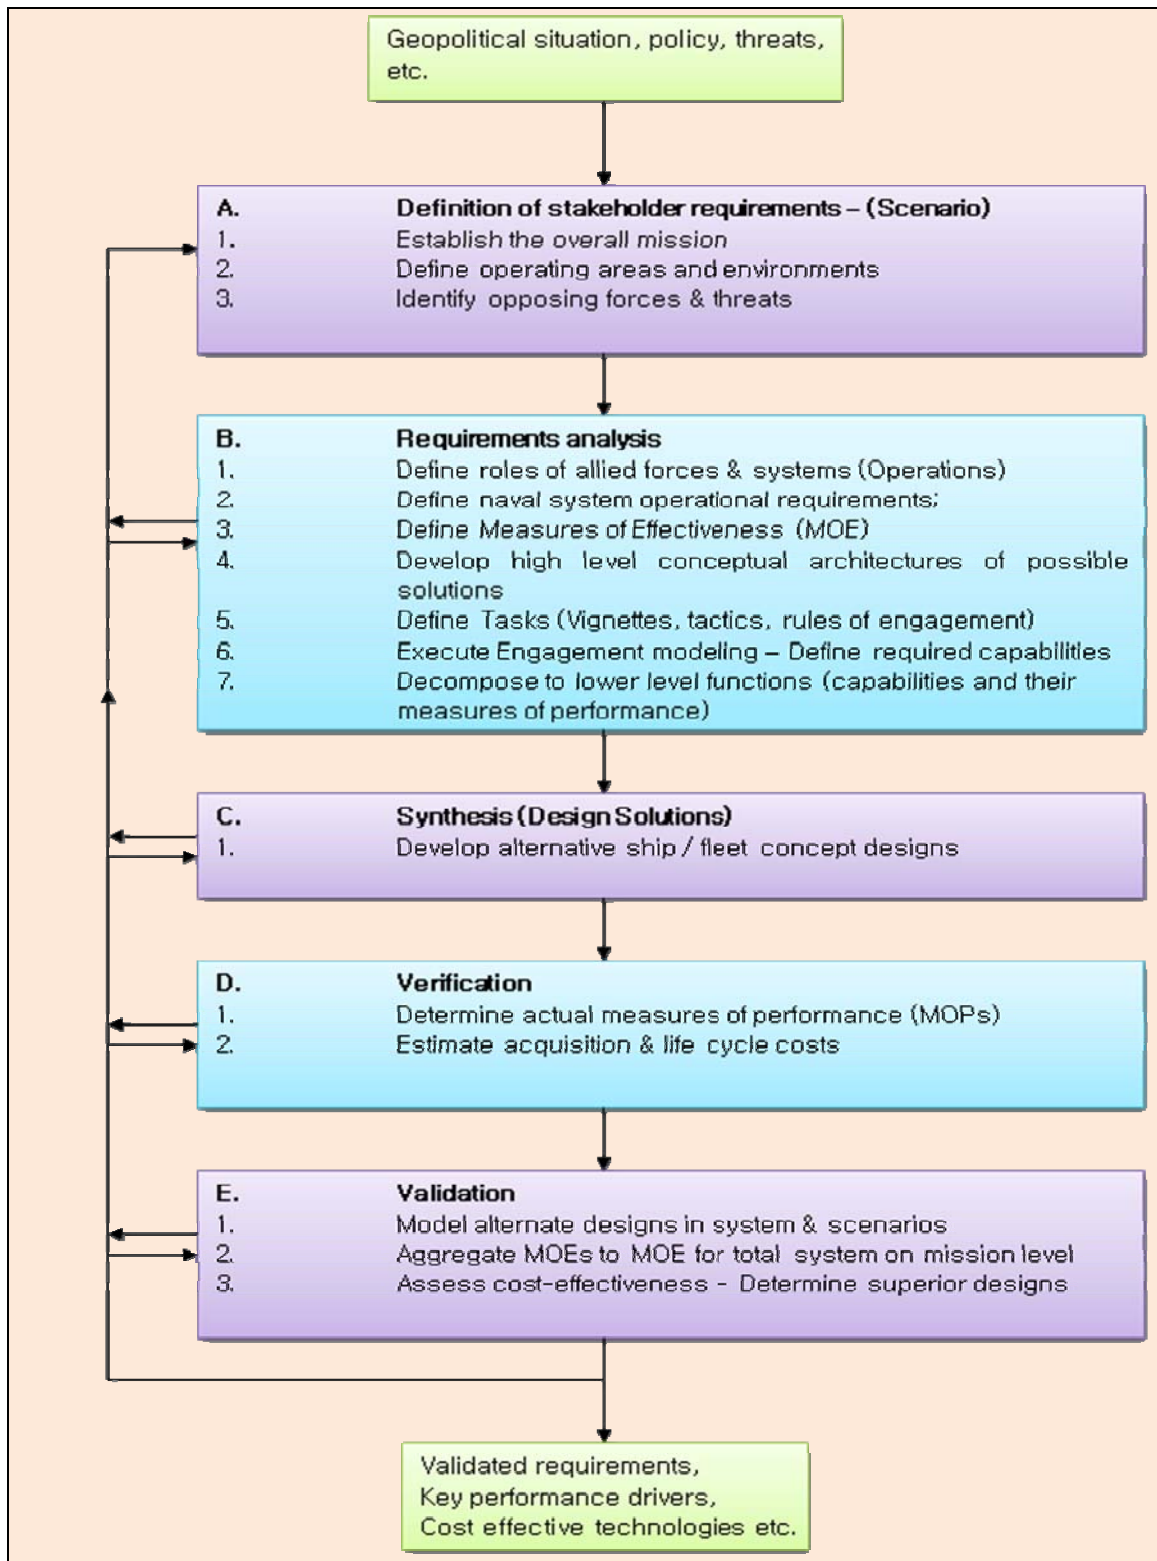 Geopolitical situation, policy, threats,
etc.
A. Definition of stakeholder requirements – (Scenario)
1. Establish the overall mission
2. Define operating areas and environments
3. Identify opposing forces & threats
B. Requirements analysis
1. Define roles of allied forces & systems (Operations)
2. Define naval system operational requirements;
3. Define Measures of Effectiveness (MOE)
4. Develop high level conceptual architectures of possible
solutions
5. Define Tasks (Vignettes, tactics, rules of engagement)
6. Execute Engagement modeling – Define required capabilities
7. Decompose to lower level functions (capabilities and their
measures of performance)
C. Synthesis (Design Solutions)
1. Develop alternative ship / fleet concept designs
D. Verification
1. Determine actual measures of performance (MOPs)
2. Estimate acquisition & life cycle costs
E. Validation
1. Model alternate designs in system & scenarios
2. Aggregate MOEs to MOE for total system on mission level
3. Assess cost-effectiveness - Determine superior designs
Validated requirements,
Key performance drivers,
Cost effective technologies etc.